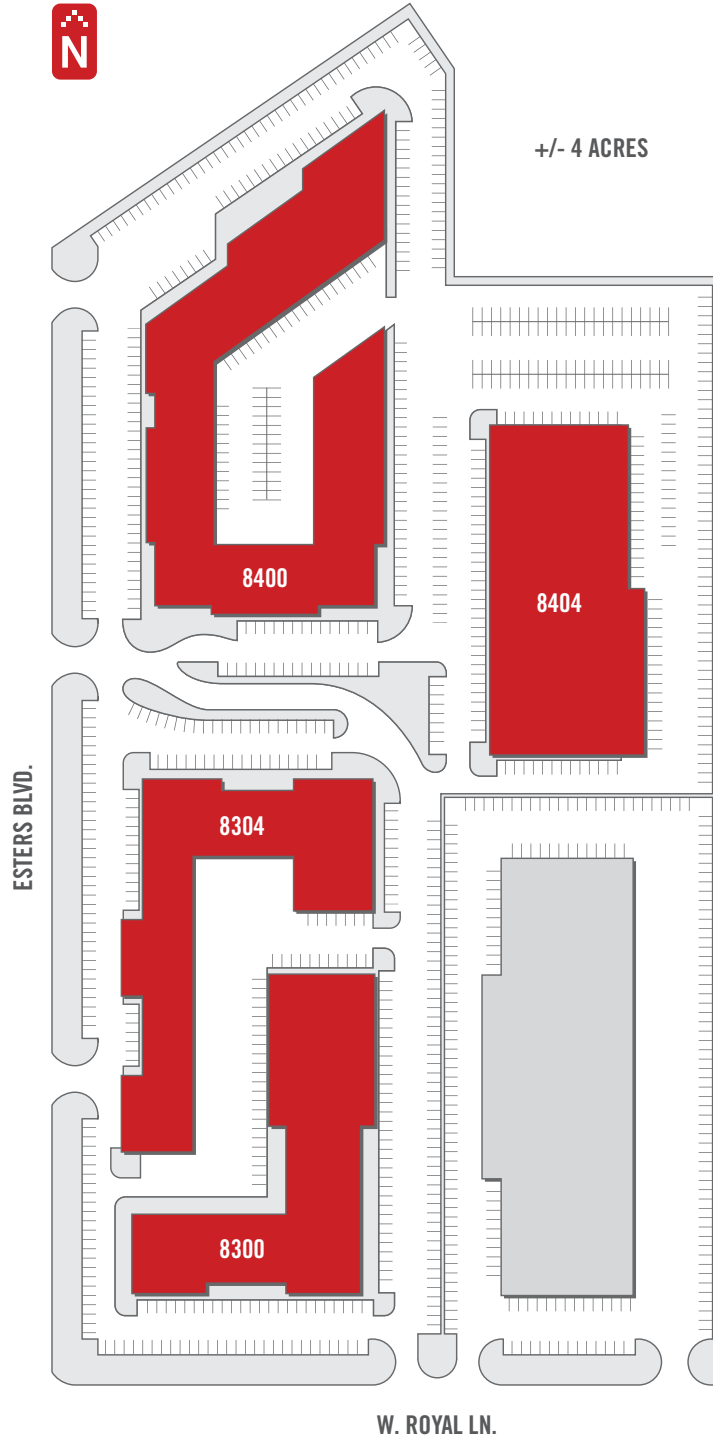 N
+/- 4 ACRES
8400
8404
ESTERS BLVD.
8304
8300
W. ROYAL LN.